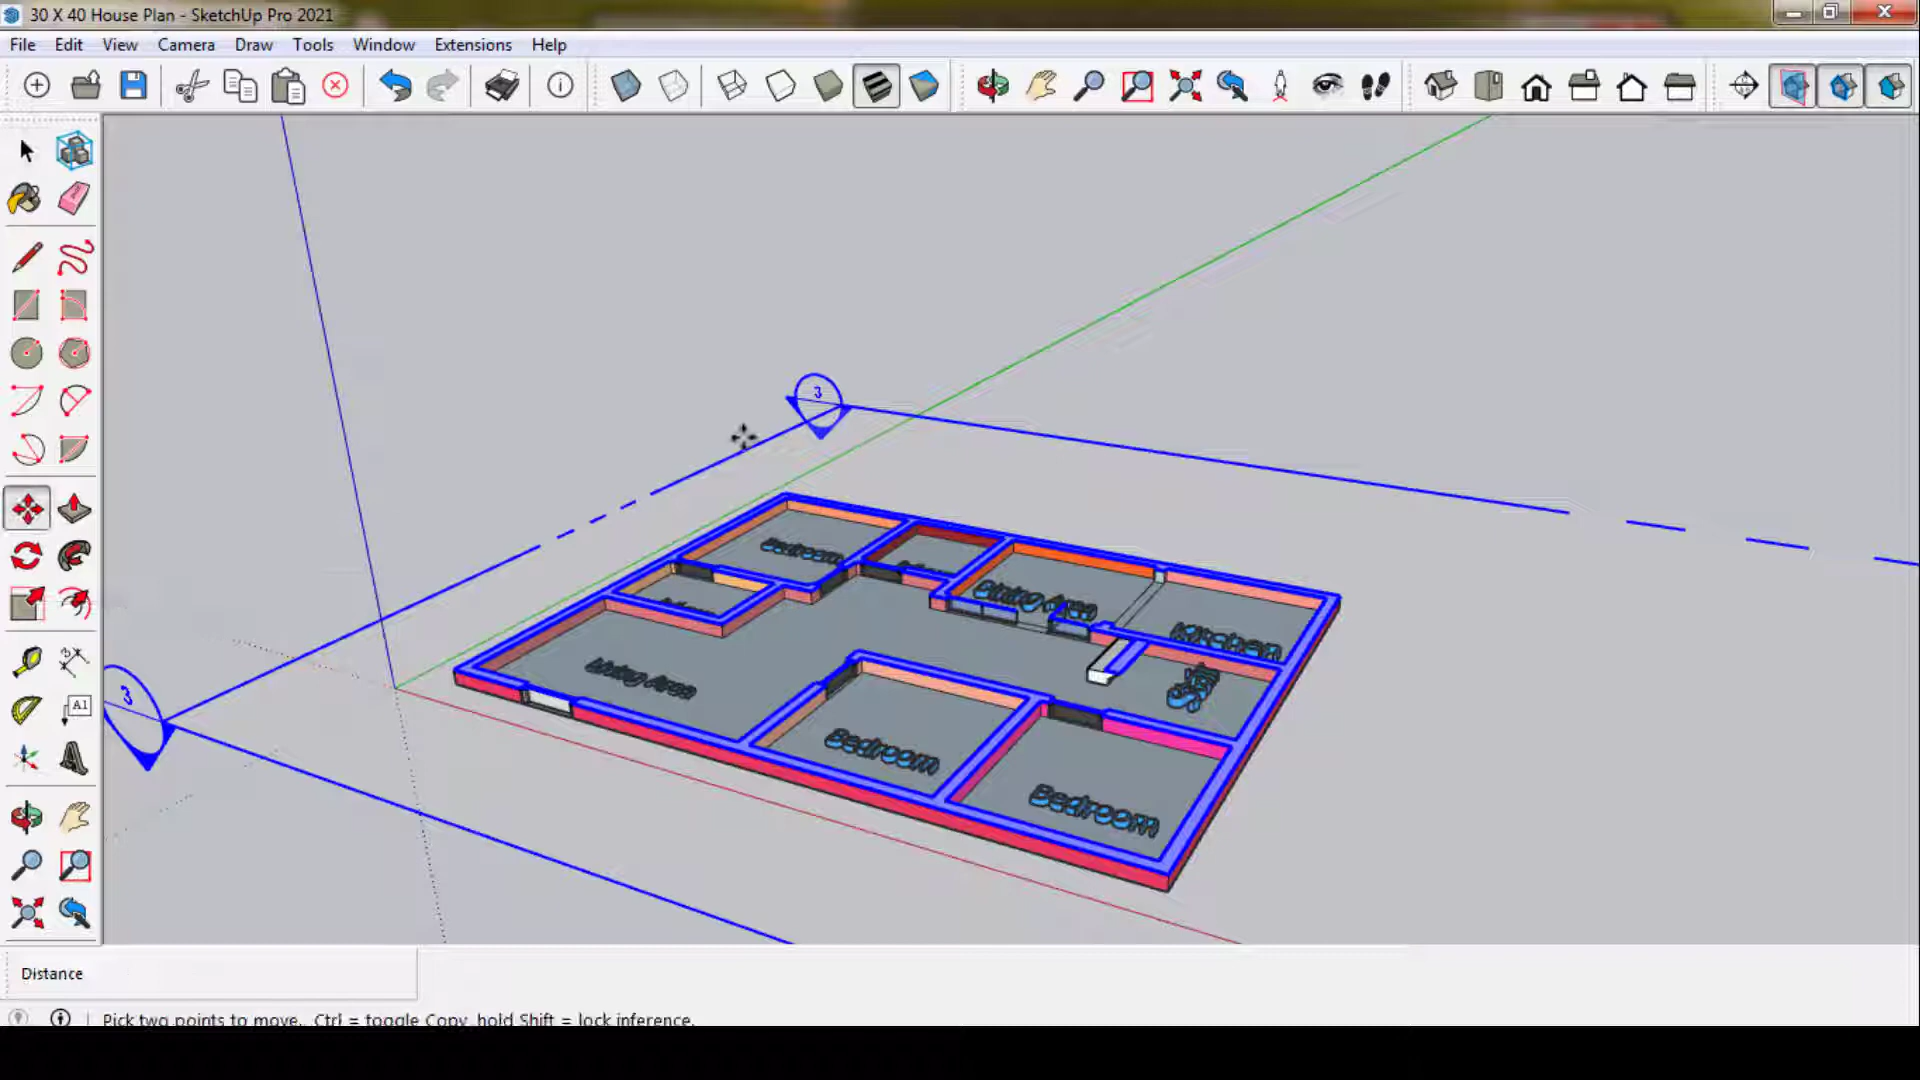 30 X 40 House Plan - SketchUp Pro 2021
File Edit View Camera Draw Tools Window Extensions Help
3
3
Bedroom
Dining Area
Kitchen
Living Area
Bedroom
Bedroom
A1
Distance
Pick two points to move. Ctrl = toggle Copy, hold Shift = lock inference.